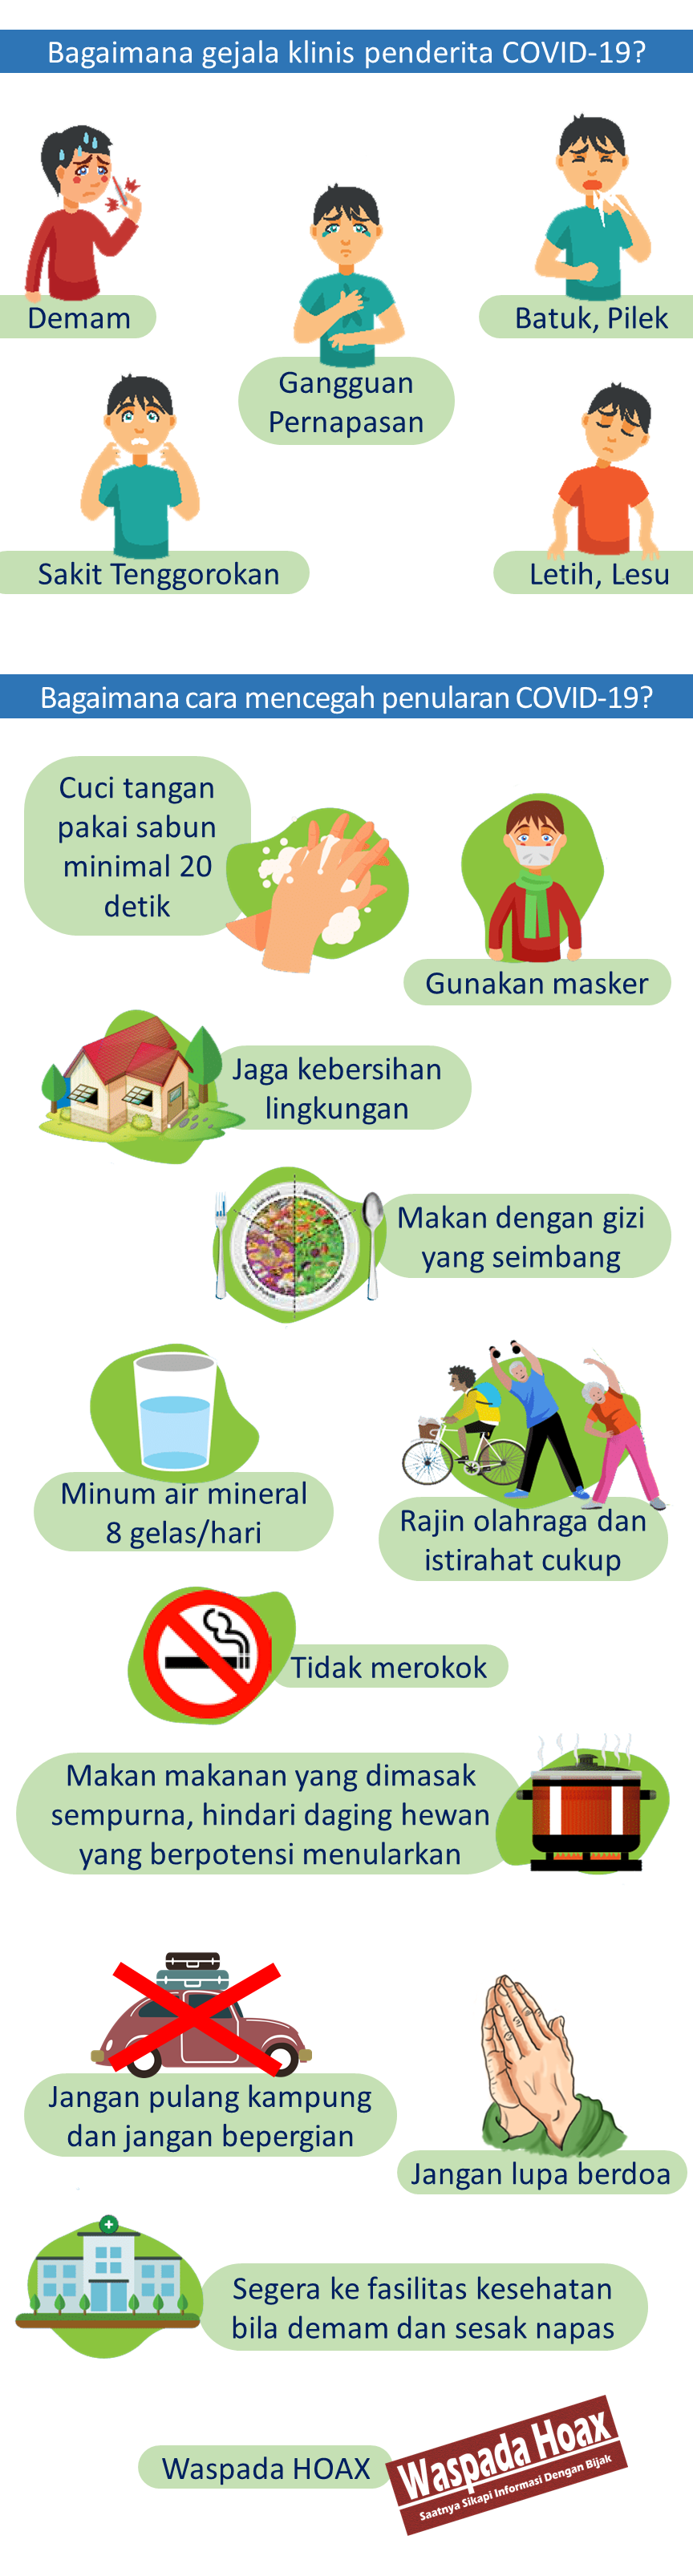 Bagaimana gejala klinis penderita COVID-19?
Demam
Gangguan
Pernapasan
Batuk, Pilek
Sakit Tenggorokan
Letih, Lesu
Bagaimana cara mencegah penularan COVID-19?
Cuci tangan
pakai sabun
minimal 20
detik
Gunakan masker
Jaga kebersihan
lingkungan
Makan dengan gizi
yang seimbang
Minum air mineral
8 gelas/hari
Rajin olahraga dan
istirahat cukup
Tidak merokok
Makan makanan yang dimasak
sempurna, hindari daging hewan
yang berpotensi menularkan
Jangan pulang kampung
dan jangan bepergian
Jangan lupa berdoa
Segera ke fasilitas kesehatan
bila demam dan sesak napas
Waspada HOAX
Waspada Hoax
Saatnya Sikapi Informasi Dengan Bijak